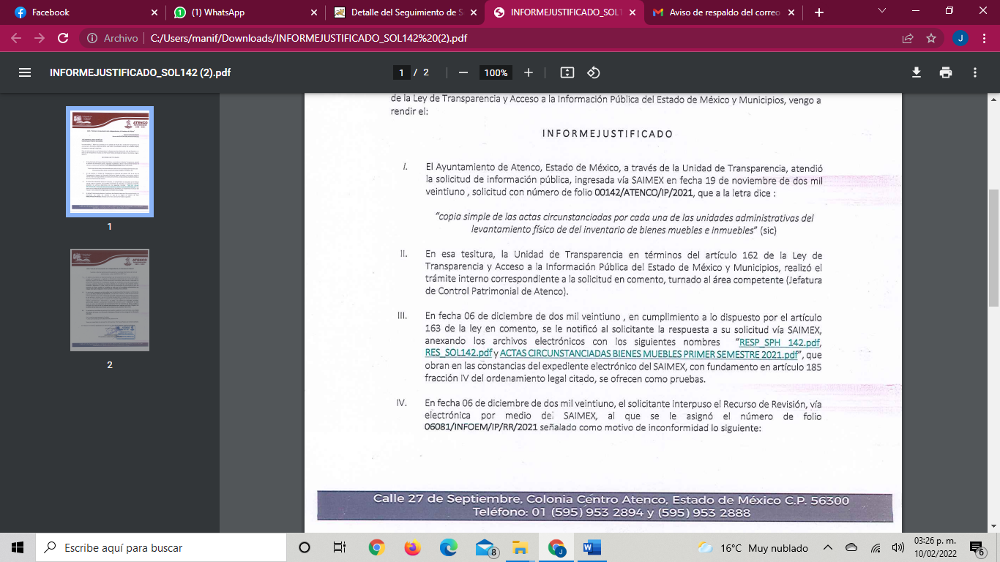 Facebook
(1) WhatsApp
Detalle del Seguimiento de S
INFORMEJUSTIFICADO_SOL1
Aviso de respaldo del correo
Archivo
C:/Users/manif/Downloads/INFORMEJUSTIFICADO_SOL142%20(2).pdf
J
INFORMEJUSTIFICADO_SOL142 (2).pdf
1 / 2
100%
ATENCO
1
ATENCO
2
de la Ley de Transparencia y Acceso a la Información Pública del Estado de México y Municipios, vengo a
rendir el:
I N F O R M E J U S T I F I C A D O
I. El Ayuntamiento de Atenco, Estado de México, a través de la Unidad de Transparencia, atendió
la solicitud de información pública, ingresada vía SAIMEX en fecha 19 de noviembre de dos mil
veintiuno , solicitud con número de folio 00142/ATENCO/IP/2021, que a la letra dice :
"copia simple de las actas circunstanciadas por cada una de las unidades administrativas del
levantamiento físico de del inventario de bienes muebles e inmuebles" (sic)
II. En esa tesitura, la Unidad de Transparencia en términos del artículo 162 de la Ley de
Transparencia y Acceso a la Información Pública del Estado de México y Municipios, realizó el
trámite interno correspondiente a la solicitud en comento, turnado al área competente (Jefatura
de Control Patrimonial de Atenco).
III. En fecha 06 de diciembre de dos mil veintiuno , en cumplimiento a lo dispuesto por el artículo
163 de la ley en comento, se le notificó al solicitante la respuesta a su solicitud vía SAIMEX,
anexando los archivos electrónicos con los siguientes nombres "RESP_SPH 142.pdf,
RES_SOL142.pdf y ACTAS CIRCUNSTANCIADAS BIENES MUEBLES PRIMER SEMESTRE 2021.pdf", que
obran en las constancias del expediente electrónico del SAIMEX, con fundamento en artículo 185
fracción IV del ordenamiento legal citado, se ofrecen como pruebas.
IV. En fecha 06 de diciembre de dos mil veintiuno, el solicitante interpuso el Recurso de Revisión, vía
electrónica por medio del SAIMEX, al que se le asignó el número de folio
06081/INFOEM/IP/RR/2021 señalado como motivo de inconformidad lo siguiente:
Calle 27 de Septiembre, Colonia Centro Atenco, Estado de México C.P. 56300
Teléfono: 01 (595) 953 2894 y (595) 953 2888
Escribe aquí para buscar
8
J
16°C Muy nublado
03:26 p. m.
10/02/2022
6